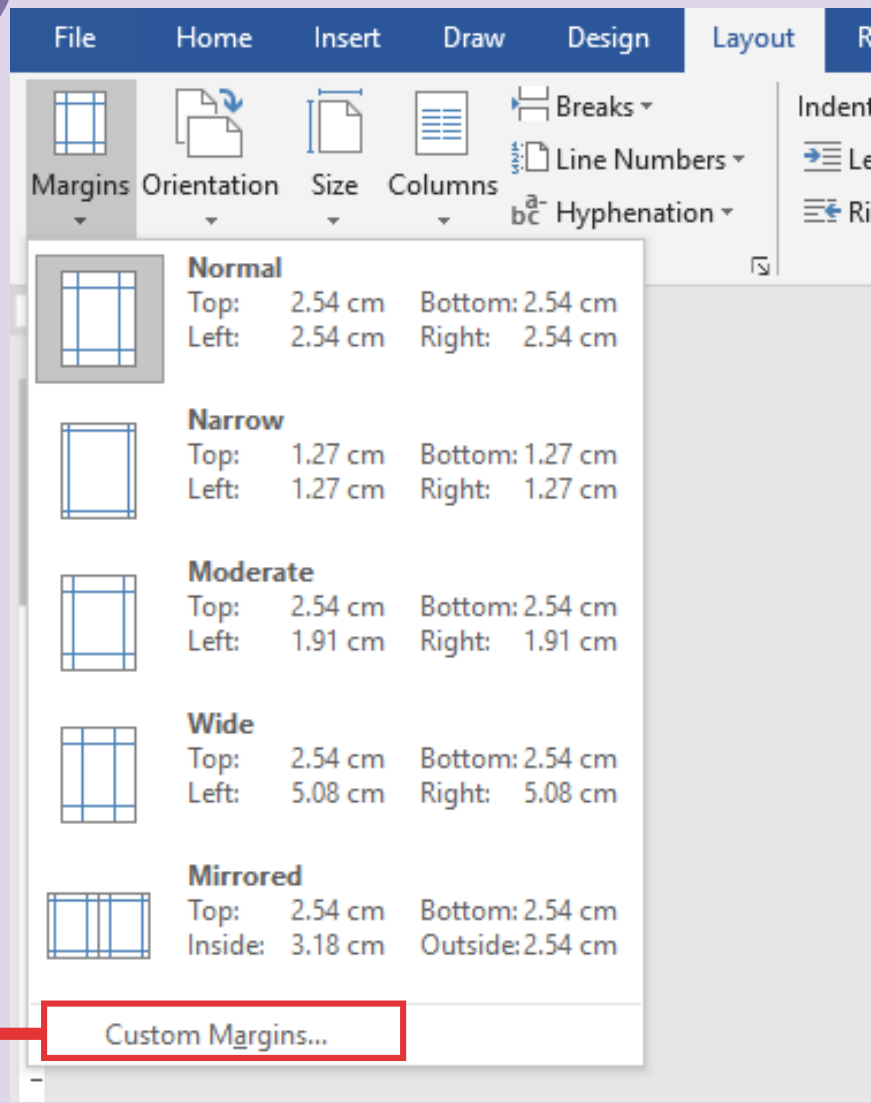 File Home Insert Draw Design Layout R
Breaks
Indent
Line Numbers
Le
Margins Orientation Size Columns
Hyphenation
Ri
Normal
Top: 2.54 cm Bottom: 2.54 cm
Left: 2.54 cm Right: 2.54 cm
Narrow
Top: 1.27 cm Bottom: 1.27 cm
Left: 1.27 cm Right: 1.27 cm
Moderate
Top: 2.54 cm Bottom: 2.54 cm
Left: 1.91 cm Right: 1.91 cm
Wide
Top: 2.54 cm Bottom: 2.54 cm
Left: 5.08 cm Right: 5.08 cm
Mirrored
Top: 2.54 cm Bottom: 2.54 cm
Inside: 3.18 cm Outside: 2.54 cm
Custom Margins...